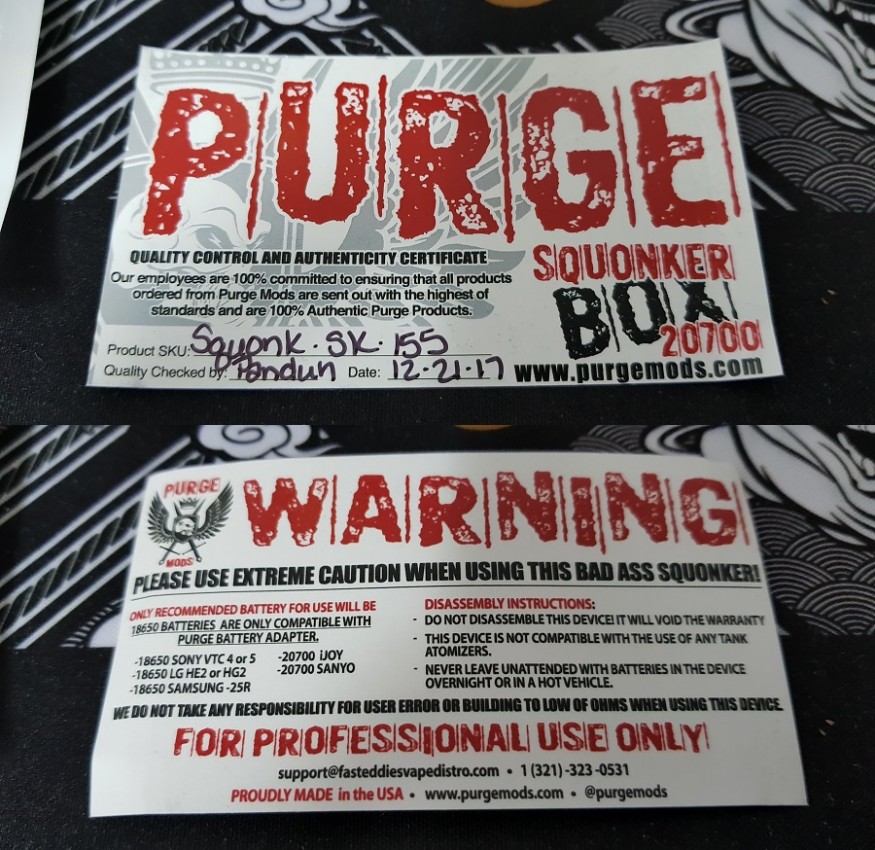 PURGE
QUALITY CONTROL AND AUTHENTICITY CERTIFICATE
Our employees are 100% committed to ensuring that all products
ordered from Purge Mods are sent out with the highest of
standards and are 100% Authentic Purge Products.
SQUONKER
BOX
20700
Product SKU: Squonk · SK · 155
Quality Checked by: Date: 12-21-17
www.purgemods.com
PURGE
MODS
WARNING
PLEASE USE EXTREME CAUTION WHEN USING THIS BAD ASS SQUONKER!
ONLY RECOMMENDED BATTERY FOR USE WILL BE
18650 BATTERIES ARE ONLY COMPATIBLE WITH
PURGE BATTERY ADAPTER.
-18650 SONY VTC 4 or 5 -20700 iJOY
-18650 LG HE2 or HG2 -20700 SANYO
-18650 SAMSUNG -25R
DISASSEMBLY INSTRUCTIONS:
- DO NOT DISASSEMBLE THIS DEVICE! IT WILL VOID THE WARRANTY
- THIS DEVICE IS NOT COMPATIBLE WITH THE USE OF ANY TANK
ATOMIZERS.
- NEVER LEAVE UNATTENDED WITH BATTERIES IN THE DEVICE
OVERNIGHT OR IN A HOT VEHICLE.
WE DO NOT TAKE ANY RESPONSIBILITY FOR USER ERROR OR BUILDING TO LOW OF OHMS WHEN USING THIS DEVICE.
FOR PROFESSIONAL USE ONLY
support@fasteddiesvapedistro.com • 1 (321) -323 -0531
PROUDLY MADE in the USA • www.purgemods.com • @purgemods